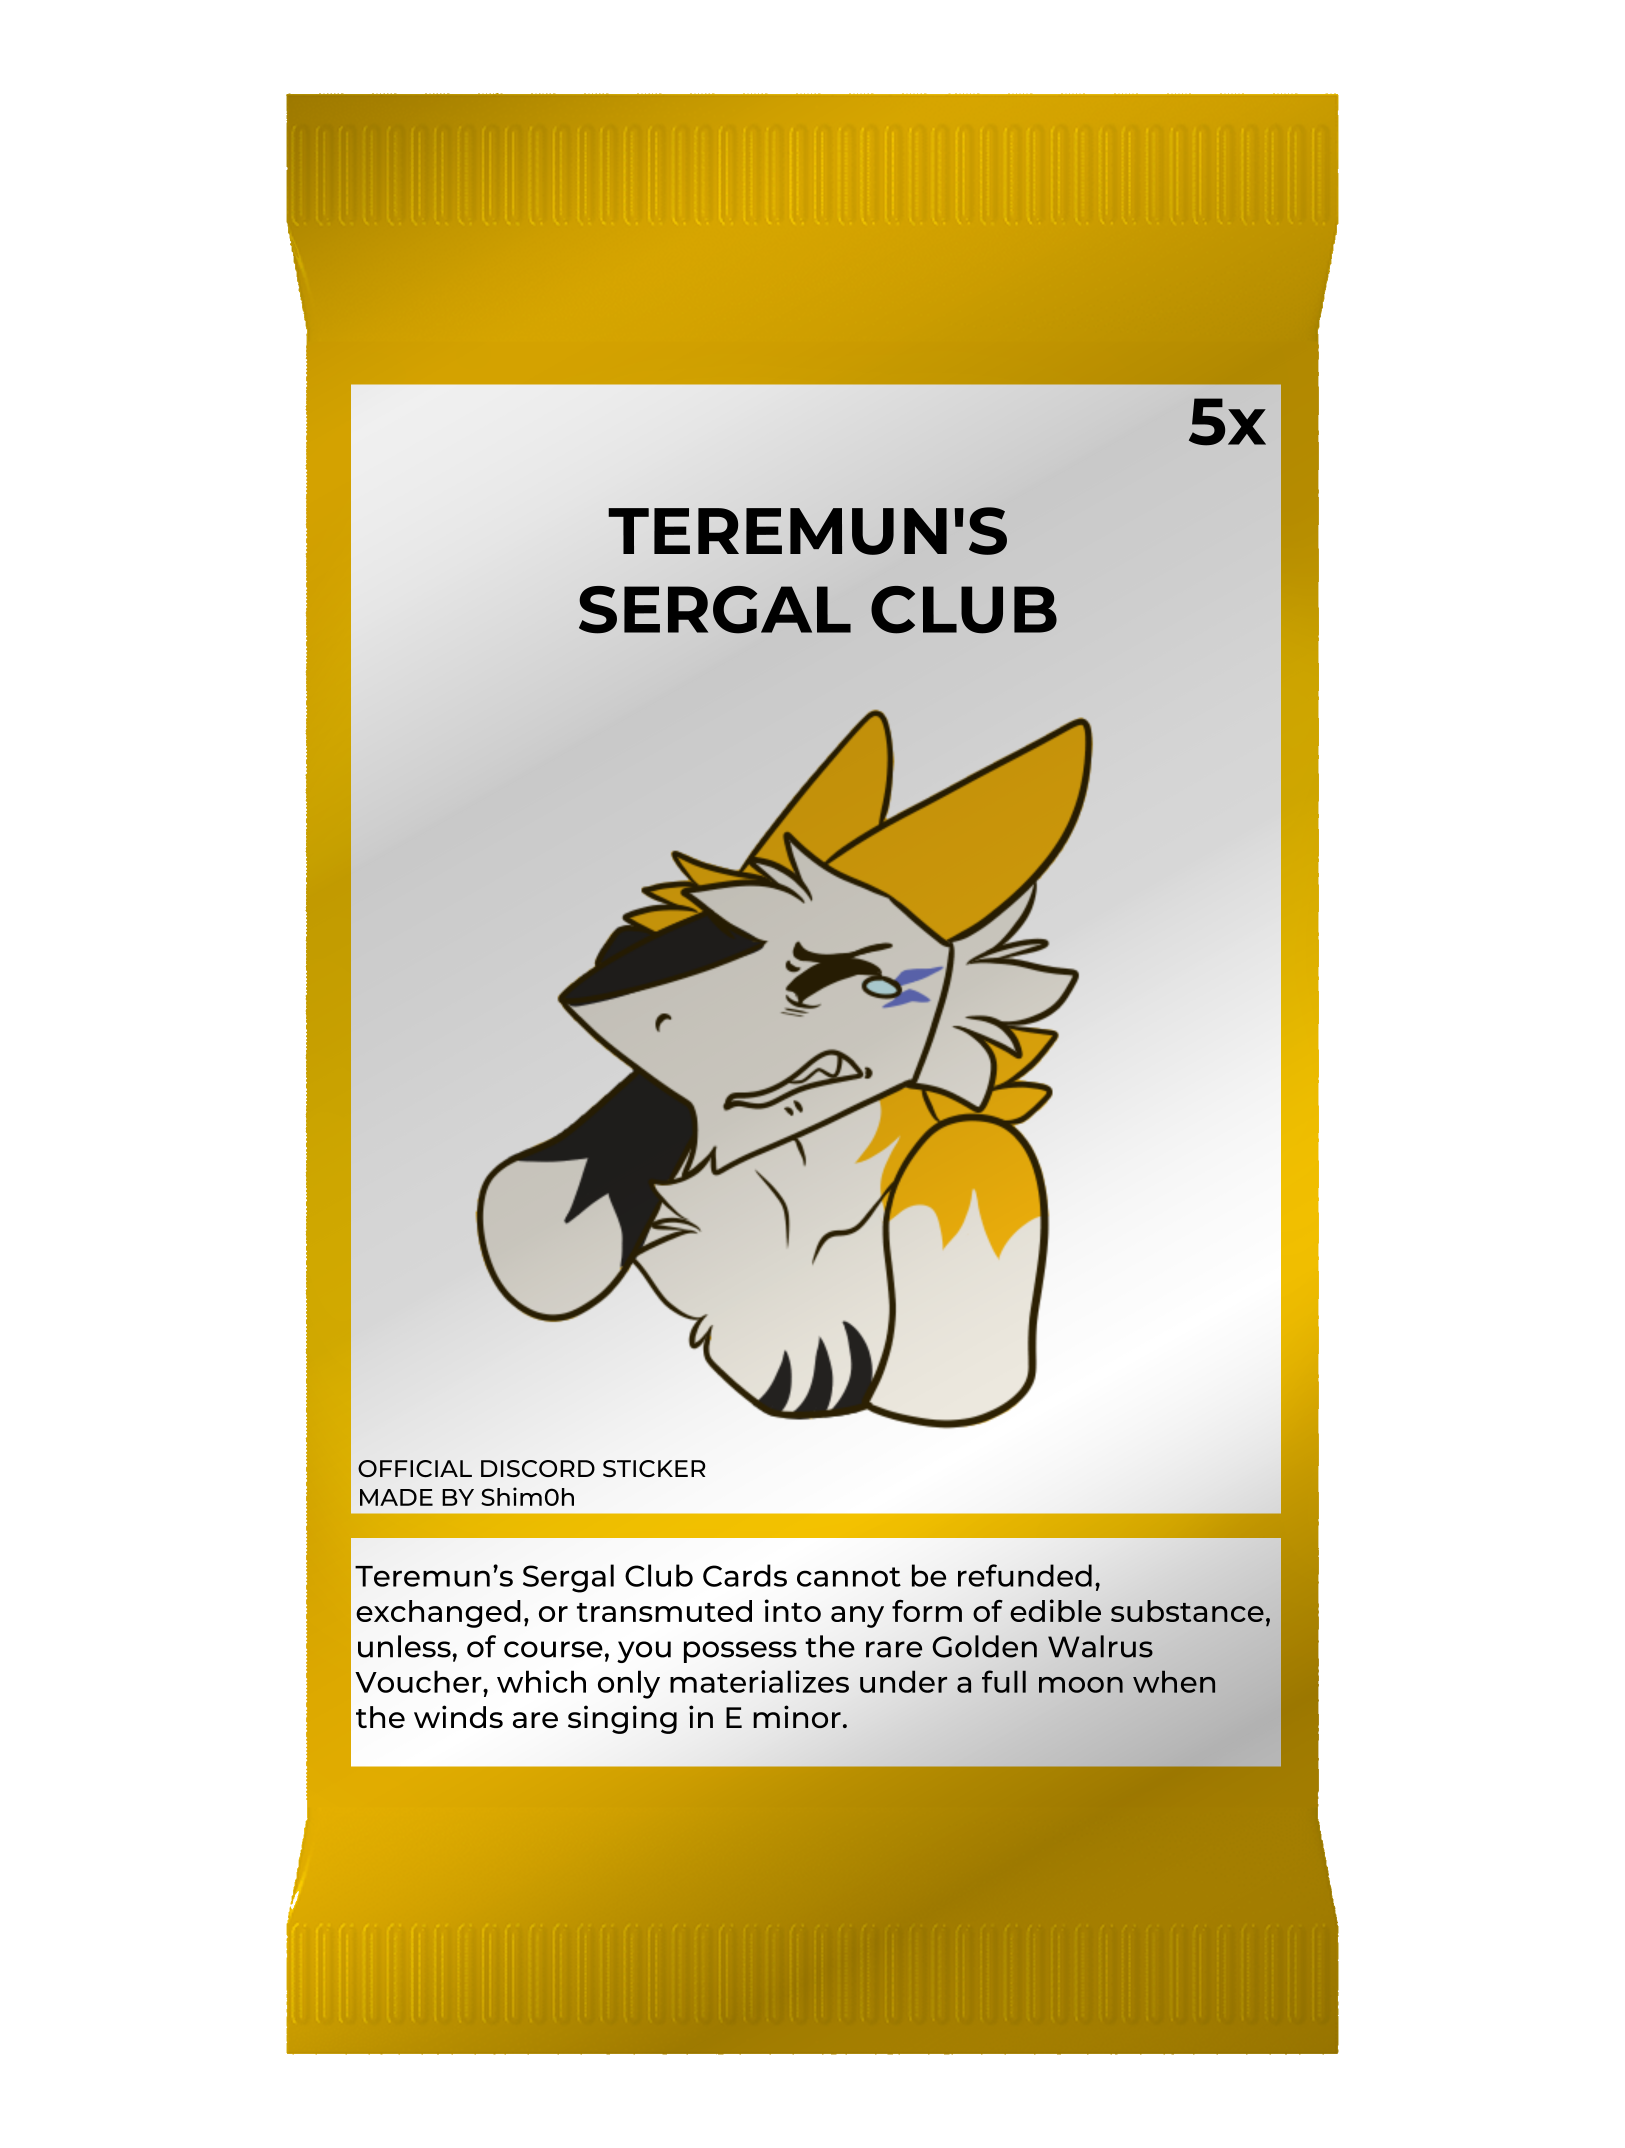 5x
TEREMUN'S
SERGAL CLUB
OFFICIAL DISCORD STICKER
MADE BY Shim0h
Teremun’s Sergal Club Cards cannot be refunded,
exchanged, or transmuted into any form of edible substance,
unless, of course, you possess the rare Golden Walrus
Voucher, which only materializes under a full moon when
the winds are singing in E minor.